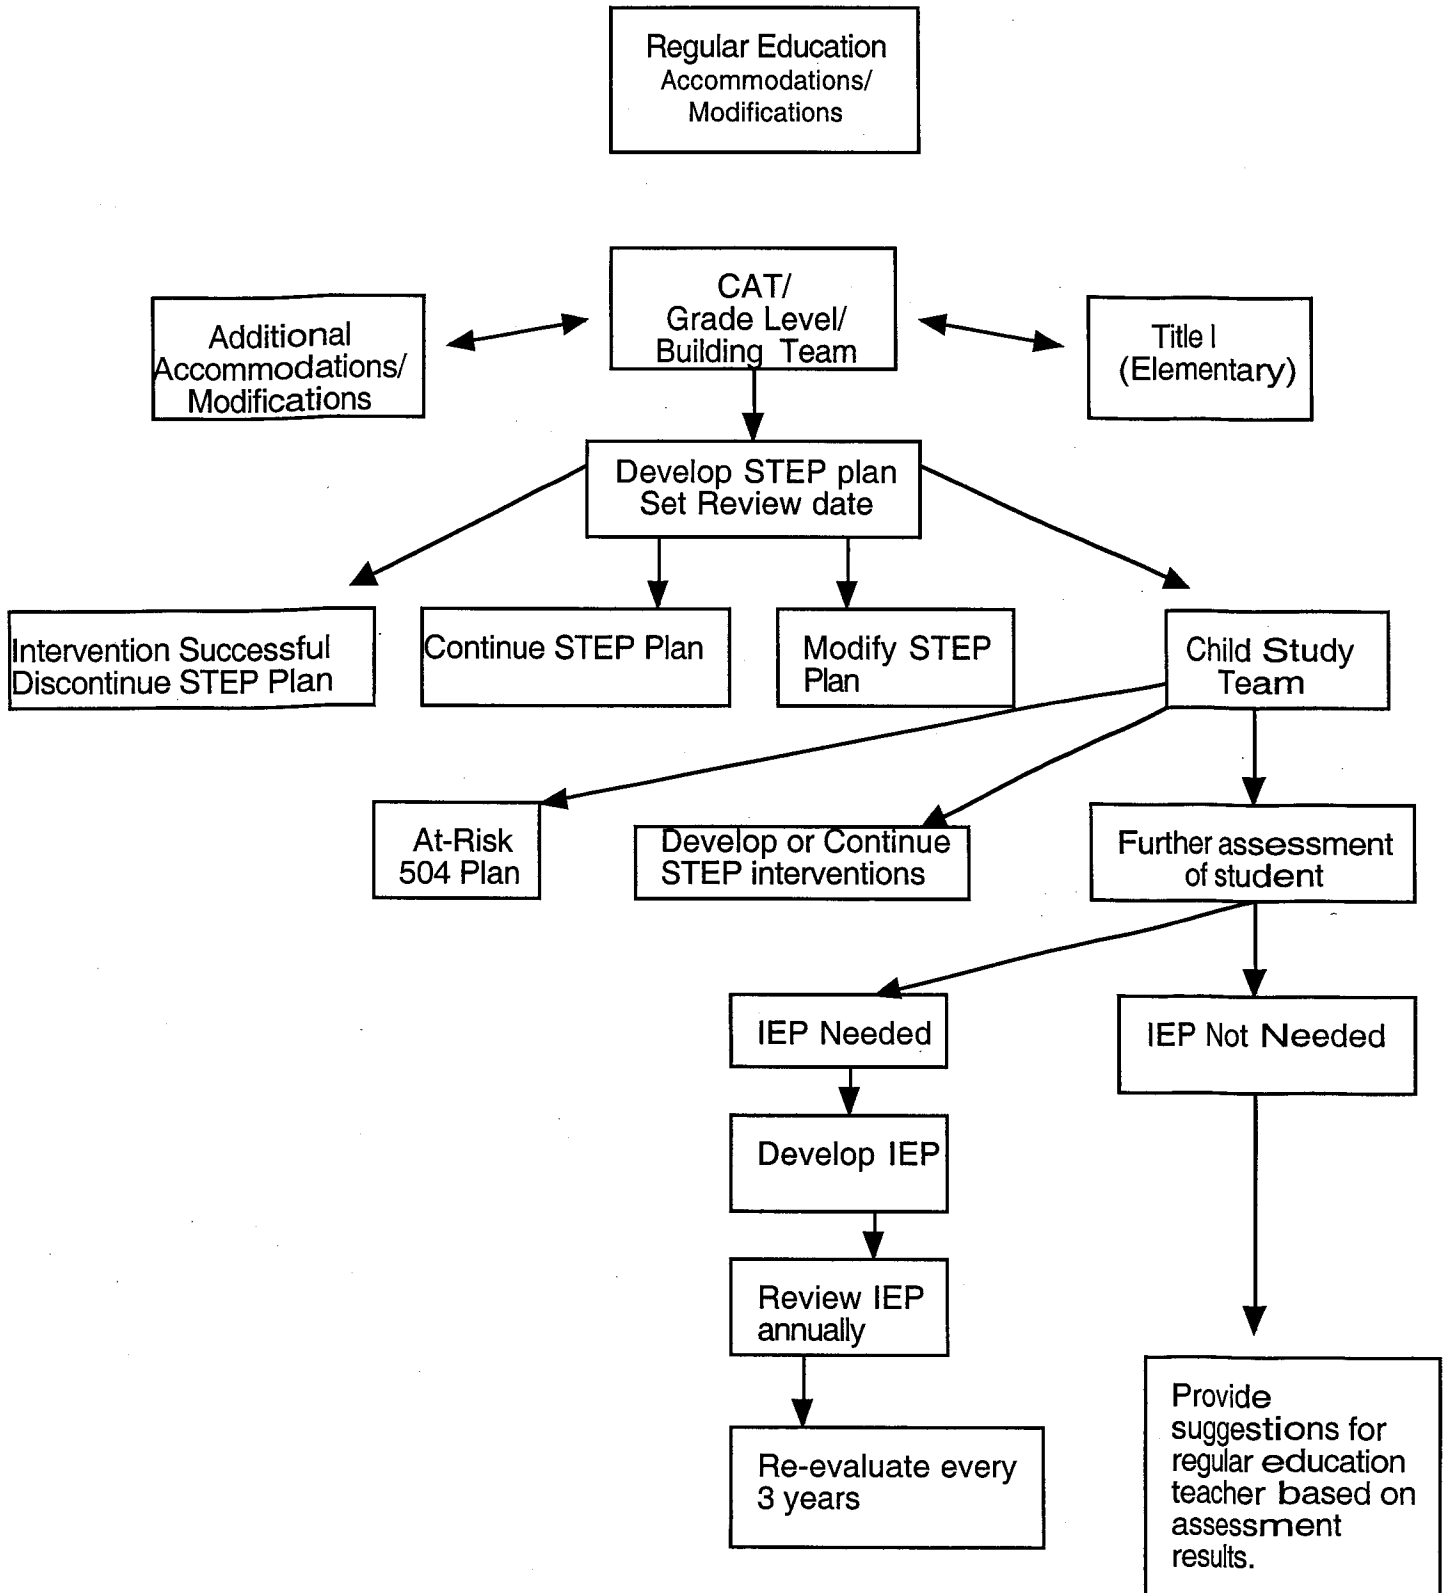 Regular Education
Accommodations/
Modifications
CAT/
Grade Level/
Building Team
Additional
Accommodations/
Modifications
Title I
(Elementary)
Develop STEP plan
Set Review date
Intervention Successful
Discontinue STEP Plan
Continue STEP Plan
Modify STEP
Plan
Child Study
Team
At-Risk
504 Plan
Develop or Continue
STEP interventions
Further assessment
of student
IEP Needed
IEP Not Needed
Develop IEP
Review IEP
annually
Re-evaluate every
3 years
Provide
suggestions for
regular education
teacher based on
assessment
results.